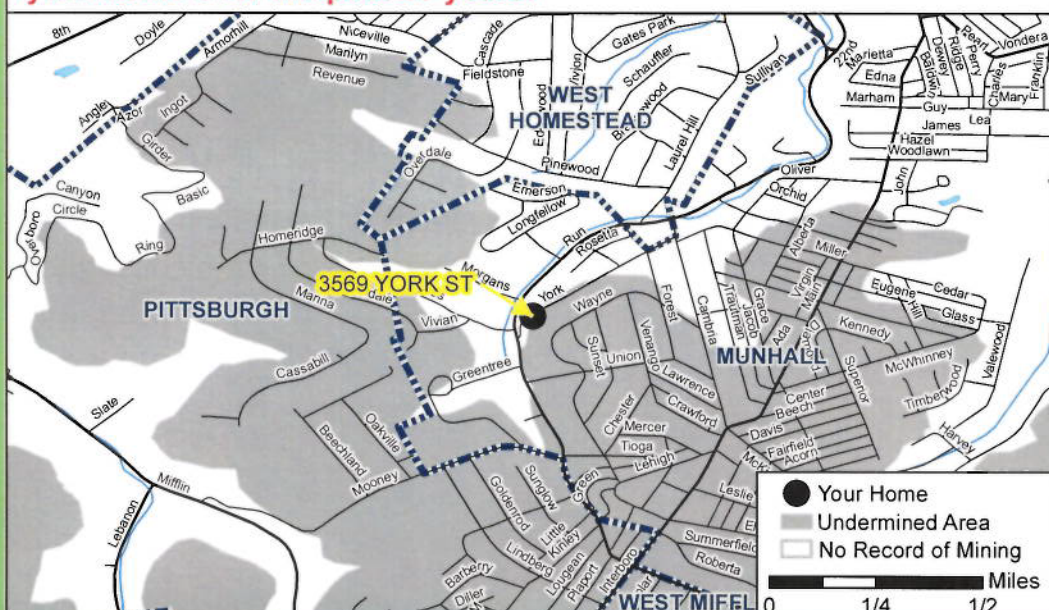 8th
Doyle
Armorhill
Niceville
Manlyn
Revenue
Cascade
Gates Park
Vivjon
Schauffler
Fieldstone
Sullivan
22nd
Marietta
Edna
Dewey
Baldwin
Ridge
Pearl
Perry
Vondera
Charles
Franklin
Mary
Marham
Guy
Lea
James
Hazel
Woodlawn
WEST
HOMESTEAD
Laurel Hill
Angle
Azor
Ingot
Girder
Overdale
Pinewood
Oliver
John
Canyon
Circle
Basic
Ring
Emerson
Longfellow
Orchid
Alberta
Homeridge
Run
Rosetta
Miller
Morgans
3569 YORK ST
York
Wayne
Forest
Cambria
Trautman
Jacob
Grace
Virgin
Main
Ada
Eugene
Hill
Cedar
Glass
Kennedy
PITTSBURGH
Manna
dale
Vivian
Sunset
Union
Venango
Lawrence
MUNHALL
Superior
McWhinney
Valewood
Cassabill
Greentree
Crawford
Timberwood
Slate
Oakville
Beechland
Chester
Mercer
Tioga
Lehigh
Center
Beech
Davis
Fairfield
Acorn
Harvey
Mooney
Mifflin
Lebanon
Goldenrod
Sunglow
Green
Leslie
Little
Kinley
Lindberg
Lougean
Plaport
Interboro
Summerfield
Roberta
Barberry
Diller
WEST MIFFL
Your Home
Undermined Area
No Record of Mining
Miles
0 1/4 1/2